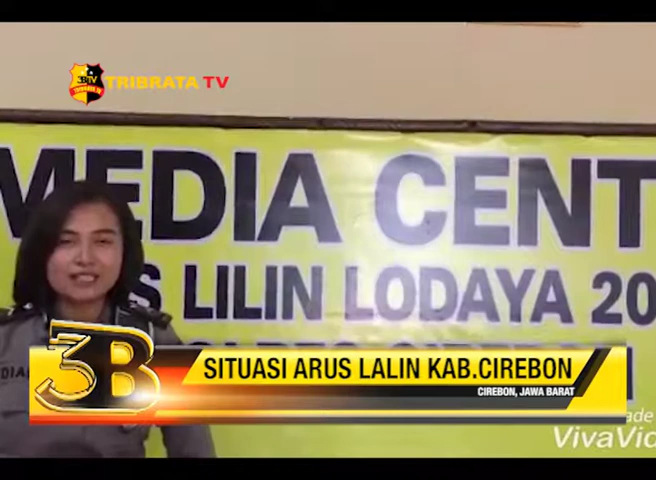 TRIBRATA TV
MEDIA CENT
LILIN LODAYA 20
3B
SITUASI ARUS LALIN KAB.CIREBON
CIREBON, JAWA BARAT
VivaVid